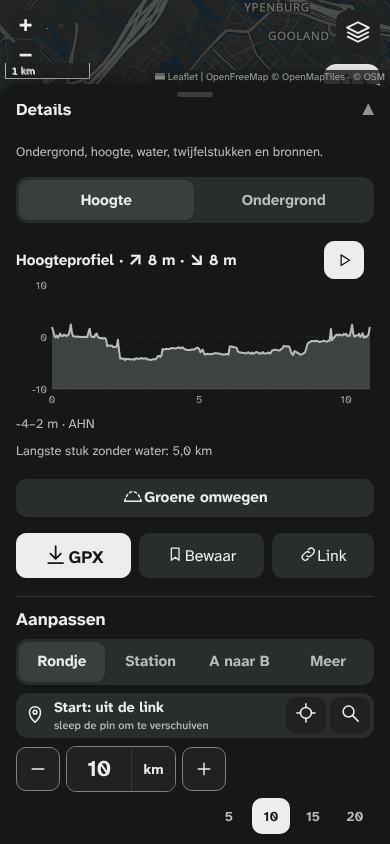 YPENBURG
GOOLAND
+
−
1 km
Leaflet | OpenFreeMap © OpenMapTiles · © OSM
Details
Ondergrond, hoogte, water, twijfelstukken en bronnen.
Hoogte Ondergrond
Hoogteprofiel · ↗ 8 m · ↘ 8 m
10
0
-10
0 5 10
-4–2 m · AHN
Langste stuk zonder water: 5,0 km
Groene omwegen
GPX Bewaar Link
Aanpassen
Rondje Station A naar B Meer
Start: uit de link
sleep de pin om te verschuiven
− 10 km +
5 10 15 20